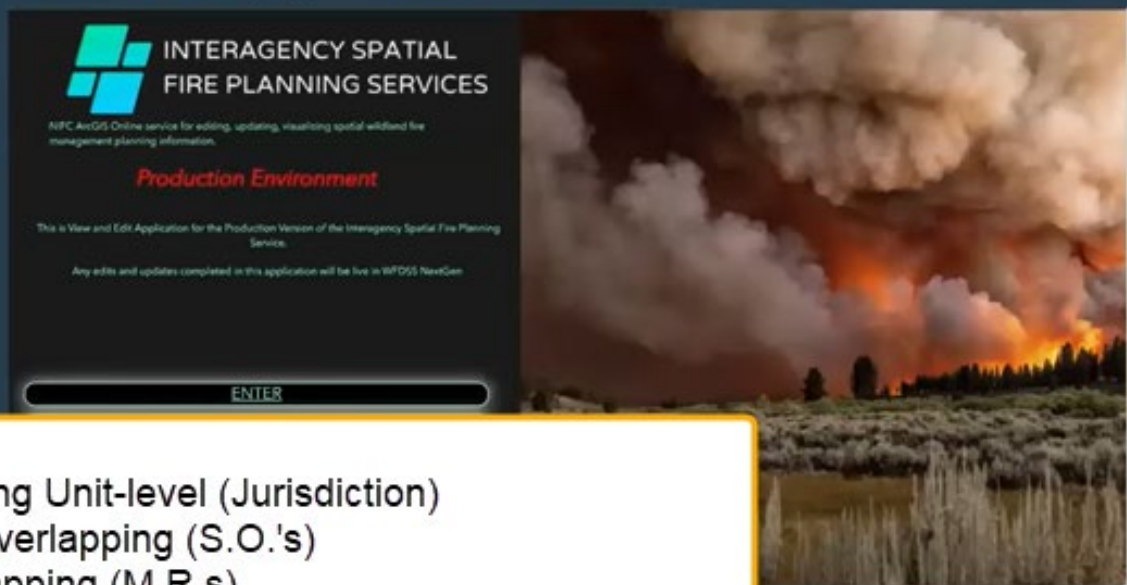 INTERAGENCY SPATIAL
FIRE PLANNING SERVICES
NIFC ArcGIS Online service for editing, updating, visualizing spatial wildland fire
management planning information.
Production Environment
This is View and Edit Application for the Production Version of the Interagency Spatial Fire Planning
Service.
Any edits and updates completed in this application will be live in WFDSS NextGen
ENTER
ng Unit-level (Jurisdiction)
verlapping (S.O.'s)
pping (M.R.s)